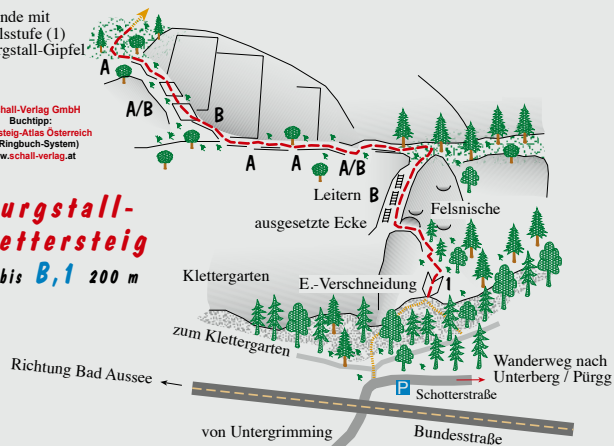 nde mit
lsstufe (1)
rgstall-Gipfel
A
A/B
B
A
A
A/B
hall-Verlag GmbH
Buchtipp:
steig-Atlas Österreich
Ringbuch-System)
w.schall-verlag.at
Leitern B
ausgesetzte Ecke
Felsnische
urgstall-
ettersteig
bis B,1 200 m
Klettergarten
E.-Verschneidung
1
zum Klettergarten
Richtung Bad Aussee
P
Schotterstraße
Wanderweg nach
Unterberg / Pürgg
von Untergrimming
Bundesstraße